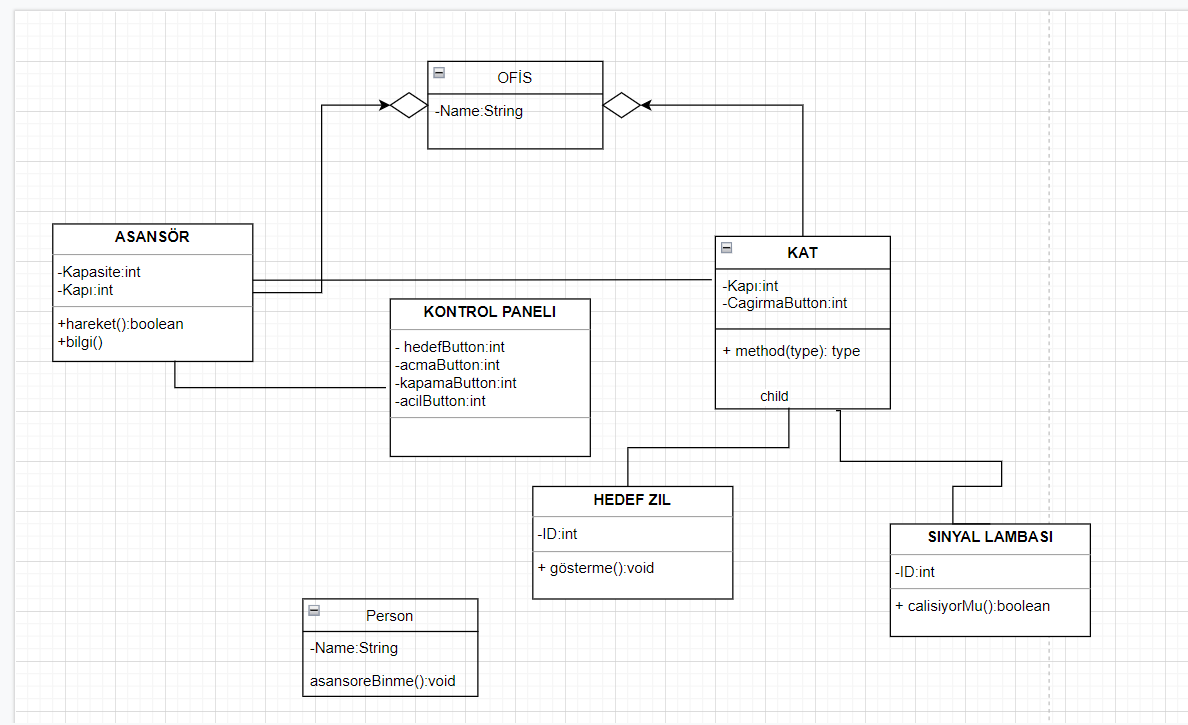 OFİS
-Name:String
ASANSÖR
-Kapasite:int
-Kapı:int
+hareket():boolean
+bilgi()
KAT
-Kapı:int
-CagirmaButton:int
+ method(type): type
child
KONTROL PANELI
- hedefButton:int
-acmaButton:int
-kapamaButton:int
-acilButton:int
HEDEF ZIL
-ID:int
+ gösterme():void
SINYAL LAMBASI
-ID:int
+ calisiyorMu():boolean
Person
-Name:String
asansoreBinme():void